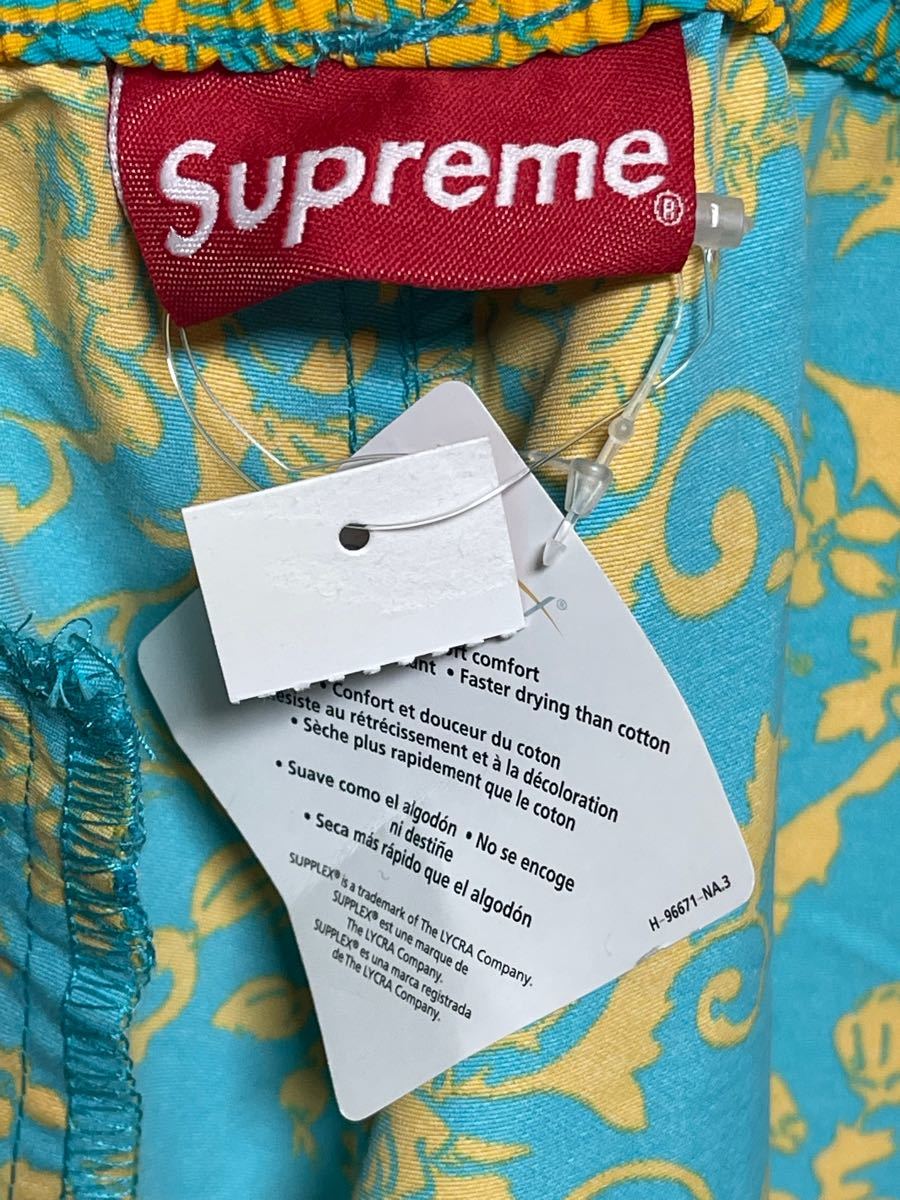 Supreme®
X®
comfort
• Faster drying than cotton
• Confort et douceur du coton
siste au rétrécissement et à la décoloration
• Sèche plus rapidement que le coton
• Suave como el algodón • No se encoge
ni destiñe
• Seca más rápido que el algodón
SUPPLEX® is a trademark of The LYCRA Company.
SUPPLEX® est une marque de
The LYCRA Company.
SUPPLEX® es una marca registrada
de The LYCRA Company.
H-96671-NA.3